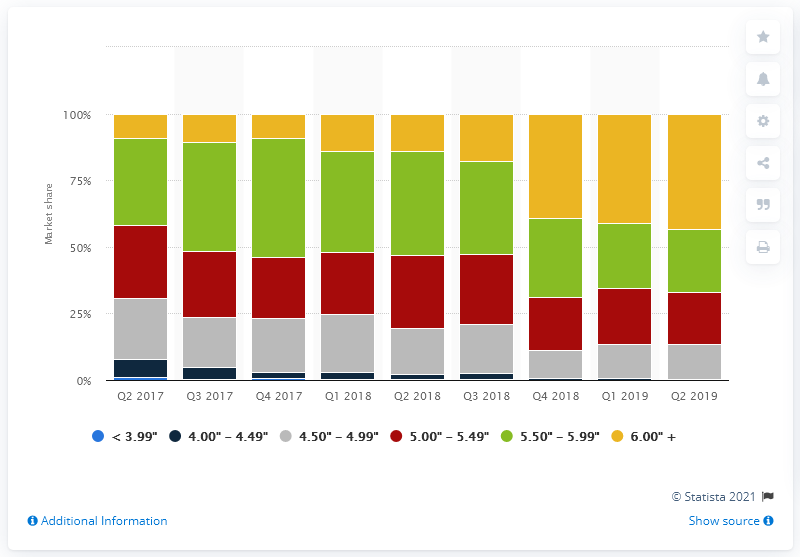 100%
75%
50%
25%
0%
Market share
Q2 2017 Q3 2017 Q4 2017 Q1 2018 Q2 2018 Q3 2018 Q4 2018 Q1 2019 Q2 2019
< 3.99" 4.00" – 4.49" 4.50" – 4.99" 5.00" – 5.49" 5.50" – 5.99" 6.00" +
© Statista 2021
Additional Information
Show source